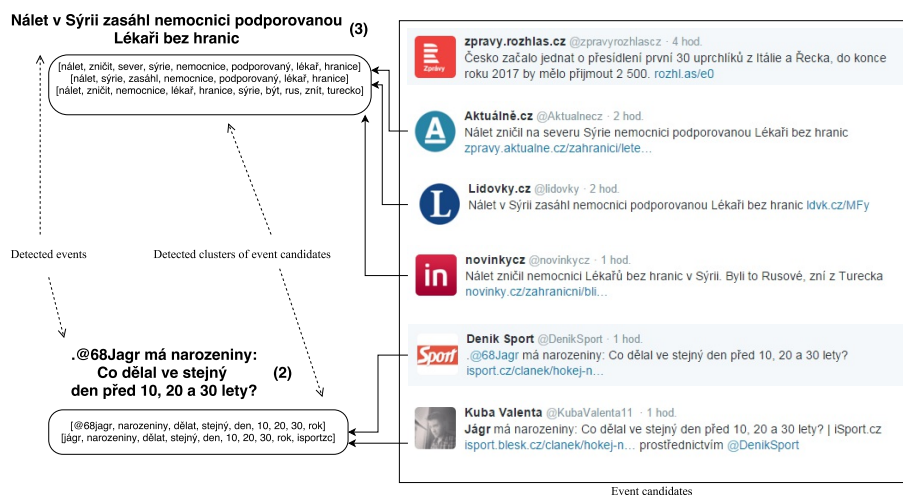 Nálet v Sýrii zasáhl nemocnici podporovanou
Lékaři bez hranic
(3)
[nálet, zničit, sever, sýrie, nemocnice, podporovaný, lékař, hranice]
[nálet, sýrie, zasáhl, nemocnice, podporovaný, lékař, hranice]
[nálet, zničit, nemocnice, lékař, hranice, sýrie, být, rus, znít, turecko]
Detected events
Detected clusters of event candidates
.@68Jagr má narozeniny:
Co dělal ve stejný
den před 10, 20 a 30 lety?
(2)
[@68jagr, narozeniny, dělat, stejný, den, 10, 20, 30, rok]
[jágr, narozeniny, dělat, stejný, den, 10, 20, 30, rok, isportzc]
Zprávy
zpravy.rozhlas.cz @zpravyrozhlascz · 4 hod.
Česko začalo jednat o přesídlení první 30 uprchlíků z Itálie a Řecka, do konce
roku 2017 by mělo přijmout 2 500. rozhl.as/e0
A
Aktuálně.cz @Aktualnecz · 2 hod.
Nálet zničil na severu Sýrie nemocnici podporovanou Lékaři bez hranic
zpravy.aktualne.cz/zahranici/lete…
L
Lidovky.cz @lidovky · 2 hod.
Nálet v Sýrii zasáhl nemocnici podporovanou Lékaři bez hranic ldvk.cz/MFy
in
novinkycz @novinkycz · 1 hod.
Nálet zničil nemocnici Lékařů bez hranic v Sýrii. Byli to Rusové, zní z Turecka
novinky.cz/zahranicni/bli…
Sport
Deník Sport @DenikSport · 1 hod.
.@68Jagr má narozeniny: Co dělal ve stejný den před 10, 20 a 30 lety?
isport.cz/clanek/hokej-n…
Kuba Valenta @KubaValenta11 · 1 hod.
Jágr má narozeniny: Co dělal ve stejný den před 10, 20 a 30 lety? | iSport.cz
isport.blesk.cz/clanek/hokej-n… prostřednictvím @DenikSport
Event candidates